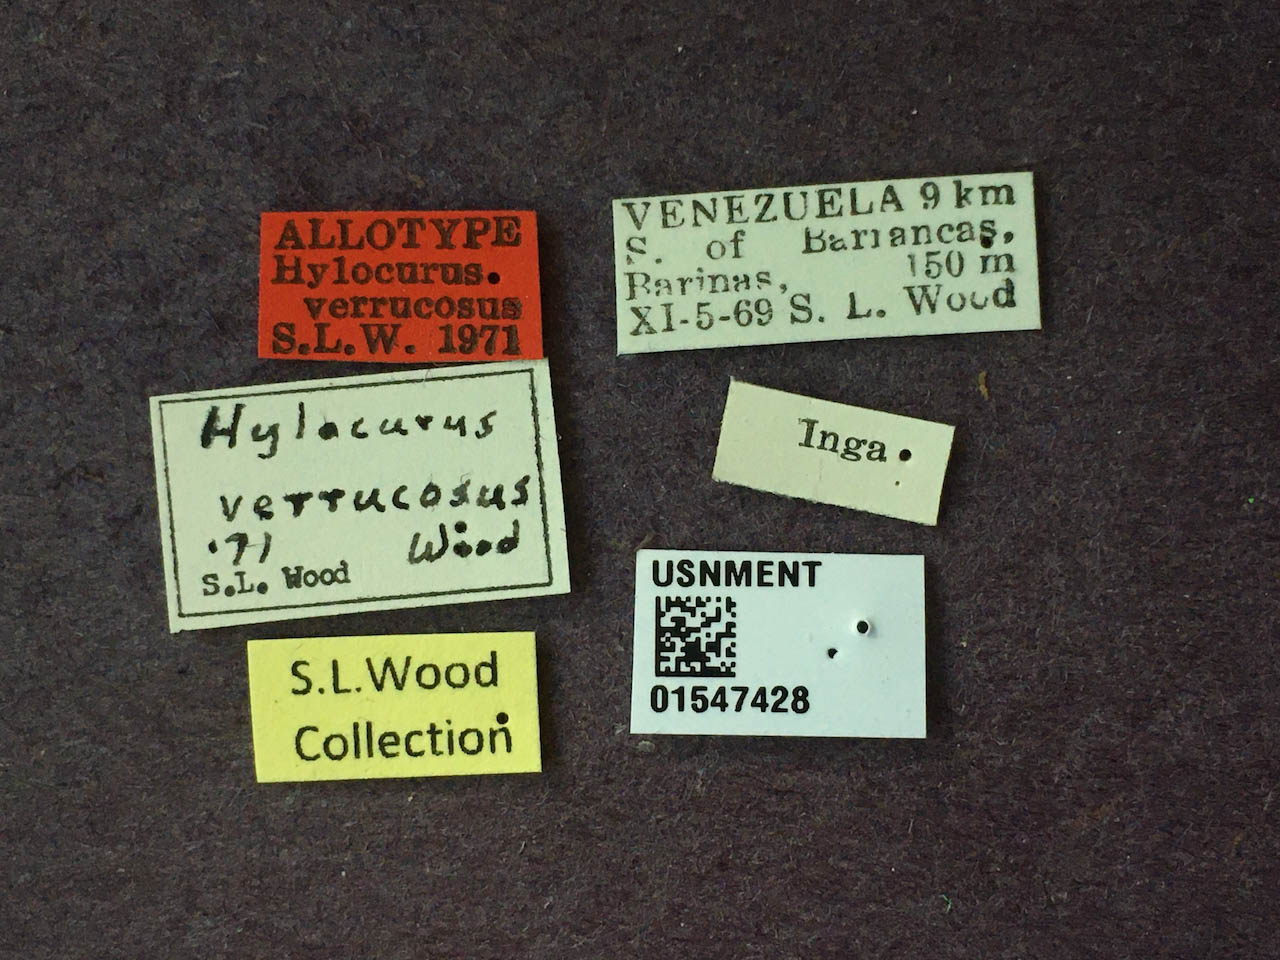 ALLOTYPE
Hylocurus
verrucosus
S.L.W. 1971
VENEZUELA 9 km
S. of Barrancas,
Barinas, 150 m
XI-5-69 S. L. Wood
Hylocurus
verrucosus
'71 Wood
S.L. Wood
Inga
USNMENT
01547428
S.L.Wood
Collection